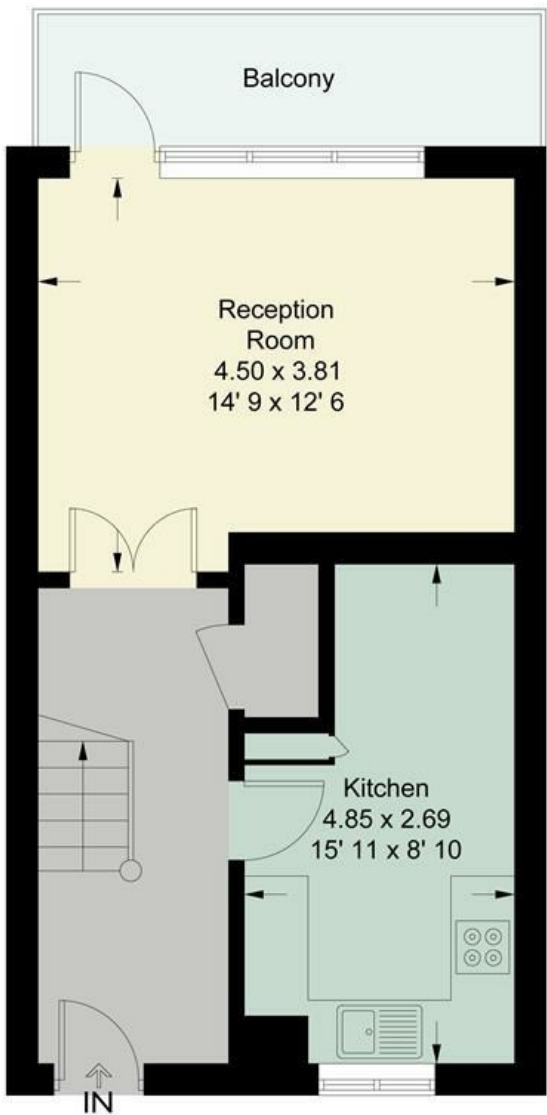 Balcony
Reception
Room
4.50 x 3.81
14' 9 x 12' 6
Kitchen
4.85 x 2.69
15' 11 x 8' 10
IN